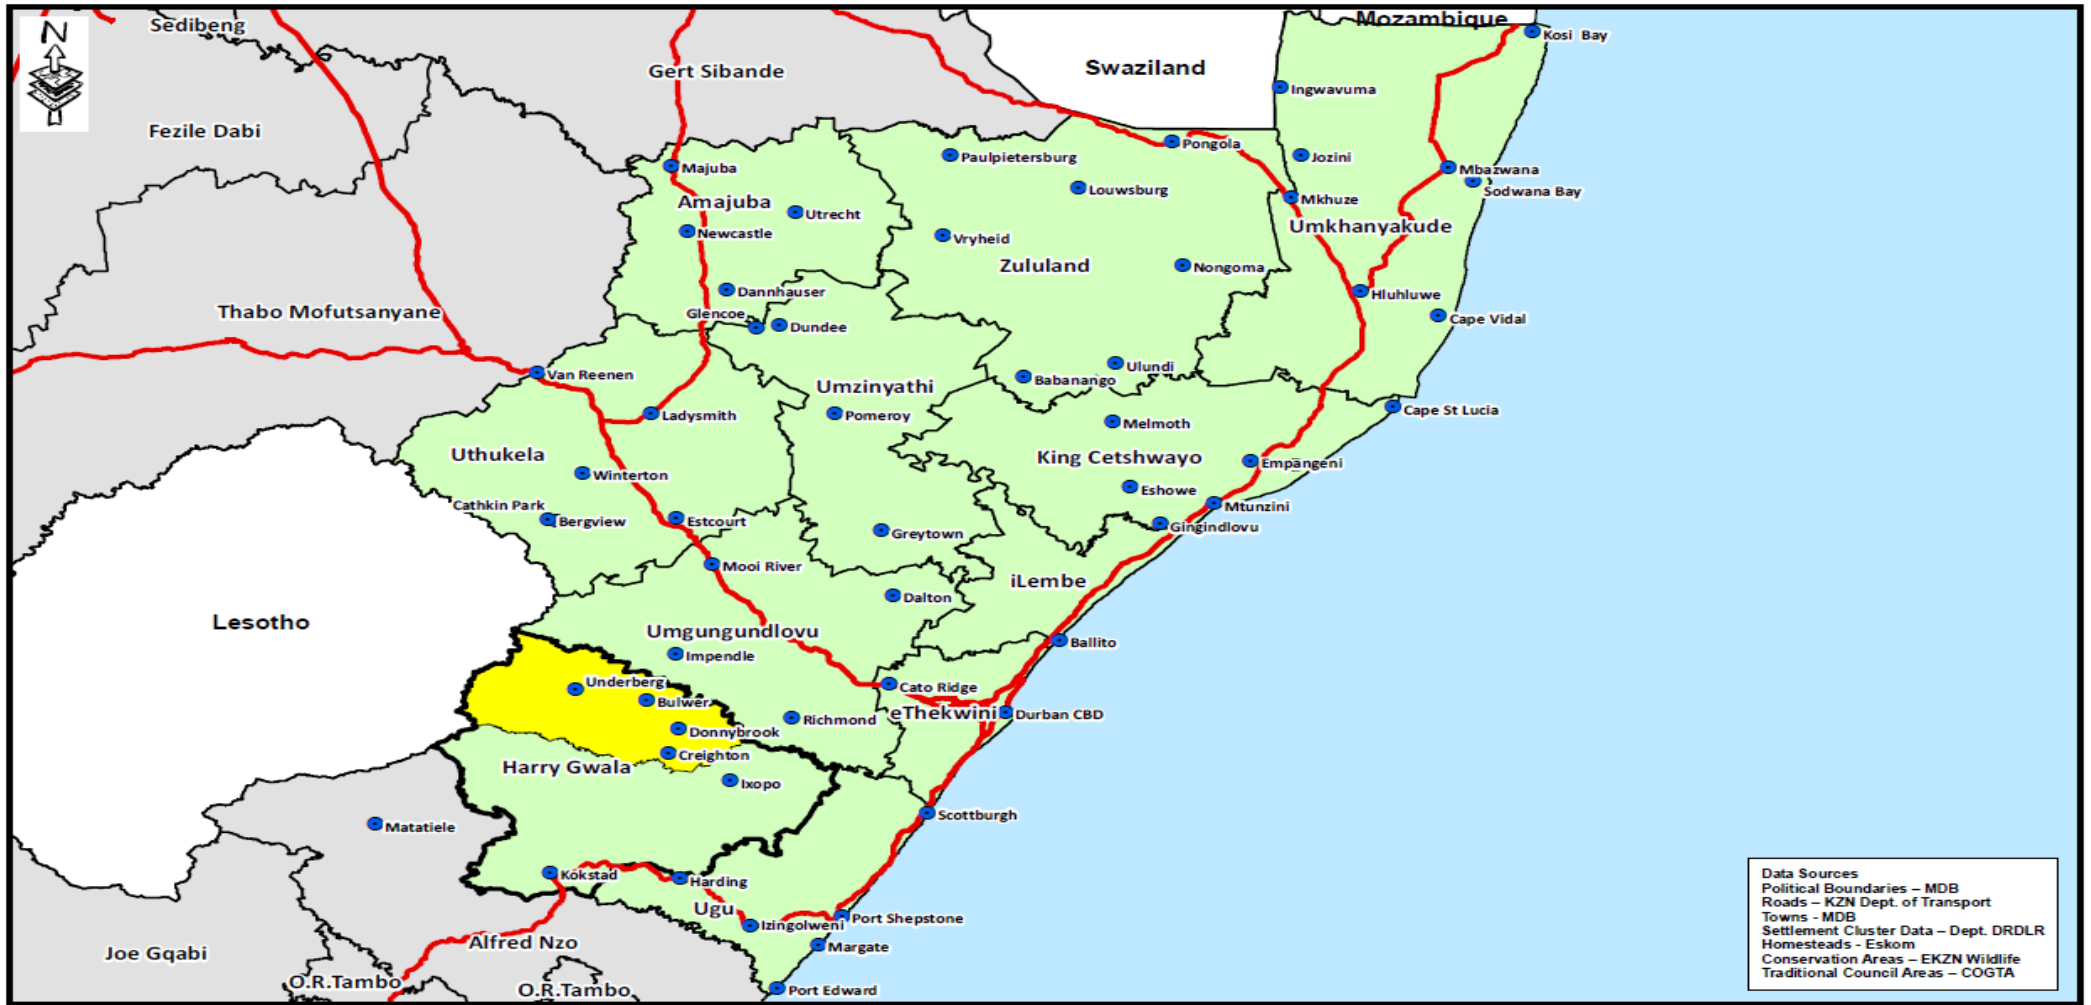 Mozambique
Sedibeng
N
Kosi Bay
Gert Sibande
Swaziland
Ingwavuma
Fezile Dabi
Pongola
Paulpietersburg
Jozini
Majuba
Mbazwana
Louwsburg
Sodwana Bay
Amajuba
Mkhuze
Utrecht
Umkhanyakude
Newcastle
Vryheid
Zululand
Nongoma
Dannhauser
Hluhluwe
Thabo Mofutsanyane
Glencoe
Dundee
Cape Vidal
Van Reenen
Ulundi
Babanango
Umzinyathi
Ladysmith
Pomeroy
Cape St Lucia
Melmoth
Uthukela
King Cetshwayo
Empangeni
Winterton
Eshowe
Cathkin Park
Mtunzini
Bergview
Estcourt
Gingindlovu
Greytown
Mooi River
iLembe
Dalton
Lesotho
Umgungundlovu
Ballito
Impendle
Underberg
Cato Ridge
Bulwer
eThekwini
Durban CBD
Richmond
Donnybrook
Creighton
Harry Gwala
Ixopo
Scottburgh
Matatiele
Kokstad
Harding
Ugu
Port Shepstone
Izingolweni
Alfred Nzo
Margate
Joe Gqabi
O.R.Tambo
O.R.Tambo
Port Edward
Data Sources
Political Boundaries – MDB
Roads – KZN Dept. of Transport
Towns - MDB
Settlement Cluster Data – Dept. DRDLR
Homesteads - Eskom
Conservation Areas – EKZN Wildlife
Traditional Council Areas – COGTA